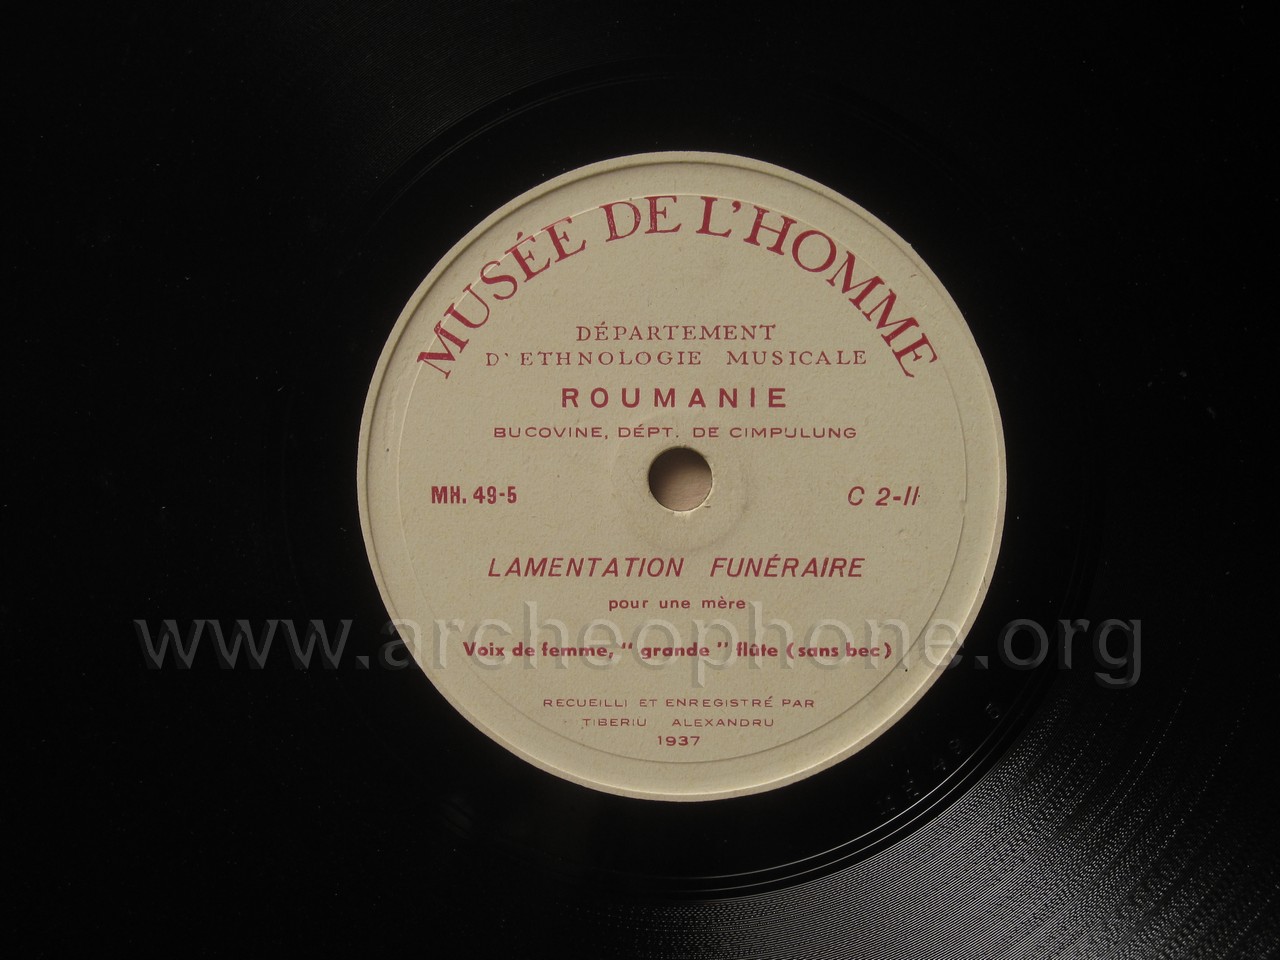 MUSÉE DE L'HOMME
DÉPARTEMENT
D'ETHNOLOGIE MUSICALE
ROUMANIE
BUCOVINE, DÉPT. DE CIMPULUNG
MH. 49-5 C 2-II
LAMENTATION FUNÉRAIRE
pour une mère
www.archeophone.org
Voix de femme, " grande " flûte (sans bec)
RECUEILLI ET ENREGISTRÉ PAR
TIBERIU ALEXANDRU
1937